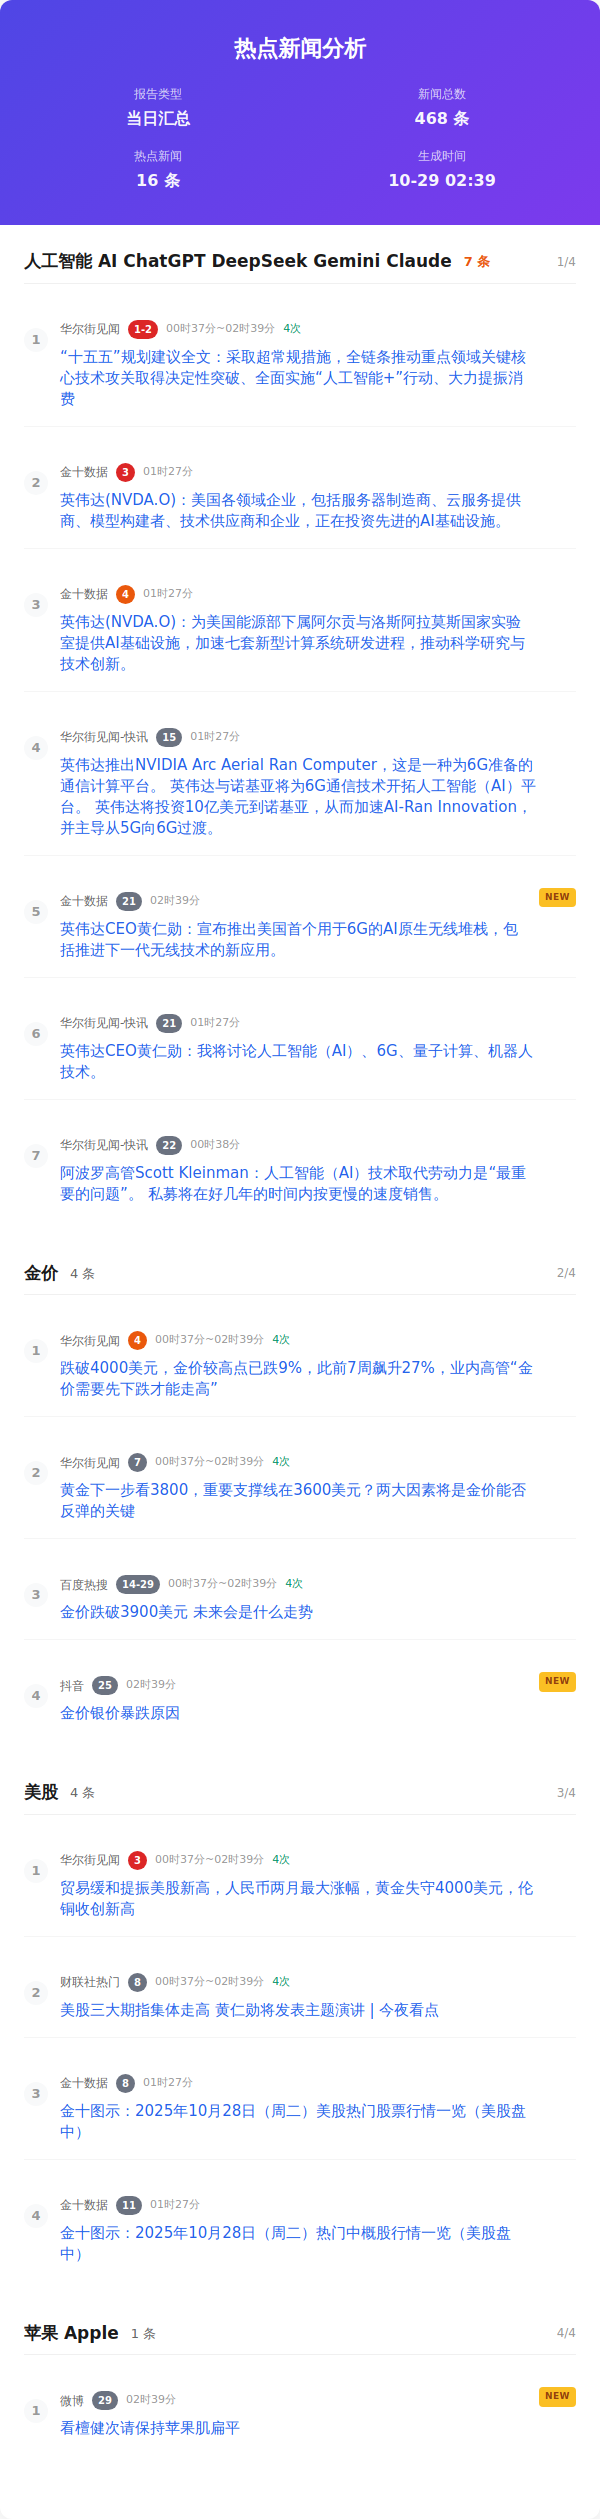 热点新闻分析
报告类型
当日汇总
新闻总数
468 条
热点新闻
16 条
生成时间
10-29 02:39
人工智能 AI ChatGPT DeepSeek Gemini Claude 7 条 1/4
1 华尔街见闻 1-2 00时37分~02时39分 4次
“十五五”规划建议全文：采取超常规措施，全链条推动重点领域关键核
心技术攻关取得决定性突破、全面实施“人工智能+”行动、大力提振消
费
2 金十数据 3 01时27分
英伟达(NVDA.O)：美国各领域企业，包括服务器制造商、云服务提供
商、模型构建者、技术供应商和企业，正在投资先进的AI基础设施。
3 金十数据 4 01时27分
英伟达(NVDA.O)：为美国能源部下属阿尔贡与洛斯阿拉莫斯国家实验
室提供AI基础设施，加速七套新型计算系统研发进程，推动科学研究与
技术创新。
4 华尔街见闻-快讯 15 01时27分
英伟达推出NVIDIA Arc Aerial Ran Computer，这是一种为6G准备的
通信计算平台。 英伟达与诺基亚将为6G通信技术开拓人工智能（AI）平
台。 英伟达将投资10亿美元到诺基亚，从而加速AI-Ran Innovation，
并主导从5G向6G过渡。
5 金十数据 21 02时39分 NEW
英伟达CEO黄仁勋：宣布推出美国首个用于6G的AI原生无线堆栈，包
括推进下一代无线技术的新应用。
6 华尔街见闻-快讯 21 01时27分
英伟达CEO黄仁勋：我将讨论人工智能（AI）、6G、量子计算、机器人
技术。
7 华尔街见闻-快讯 22 00时38分
阿波罗高管Scott Kleinman：人工智能（AI）技术取代劳动力是“最重
要的问题”。 私募将在好几年的时间内按更慢的速度销售。
金价 4 条 2/4
1 华尔街见闻 4 00时37分~02时39分 4次
跌破4000美元，金价较高点已跌9%，此前7周飙升27%，业内高管“金
价需要先下跌才能走高”
2 华尔街见闻 7 00时37分~02时39分 4次
黄金下一步看3800，重要支撑线在3600美元？两大因素将是金价能否
反弹的关键
3 百度热搜 14-29 00时37分~02时39分 4次
金价跌破3900美元 未来会是什么走势
4 抖音 25 02时39分 NEW
金价银价暴跌原因
美股 4 条 3/4
1 华尔街见闻 3 00时37分~02时39分 4次
贸易缓和提振美股新高，人民币两月最大涨幅，黄金失守4000美元，伦
铜收创新高
2 财联社热门 8 00时37分~02时39分 4次
美股三大期指集体走高 黄仁勋将发表主题演讲 | 今夜看点
3 金十数据 8 01时27分
金十图示：2025年10月28日（周二）美股热门股票行情一览（美股盘
中）
4 金十数据 11 01时27分
金十图示：2025年10月28日（周二）热门中概股行情一览（美股盘
中）
苹果 Apple 1 条 4/4
1 微博 29 02时39分 NEW
看檀健次请保持苹果肌扁平